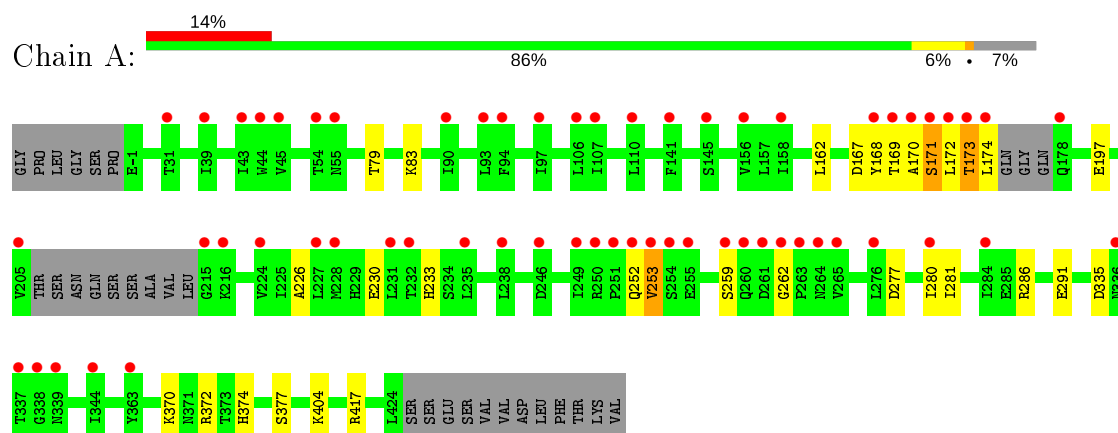 14%
Chain A:
86% 6% • 7%
GLY PRO LEU GLY SER PRO E-1 T31 I39 I43 W44 V45 T54 N55 T79 K83 I90 L93 F94 I97 L106 I107 L110 F141 S145 V156 L157 I158 L162 D167 Y168 T169 A170 S171 L172 T173 L174 GLN GLY GLN Q178 E197
V205 THR SER ASN GLN SER SER ALA VAL LEU G215 K216 V224 I225 A226 L227 M228 H229 E230 L231 T232 H233 S234 L235 L238 D246 I249 R250 P251 Q252 V253 S254 E255 S259 Q260 D261 G262 P263 N264 V265 L276 D277 I280 I281 I284 E285 R286 E291 D335 N336
T337 G338 N339 I344 Y363 K370 N371 R372 T373 H374 S377 K404 R417 L424 SER SER GLU SER VAL VAL ASP LEU PHE THR LYS VAL